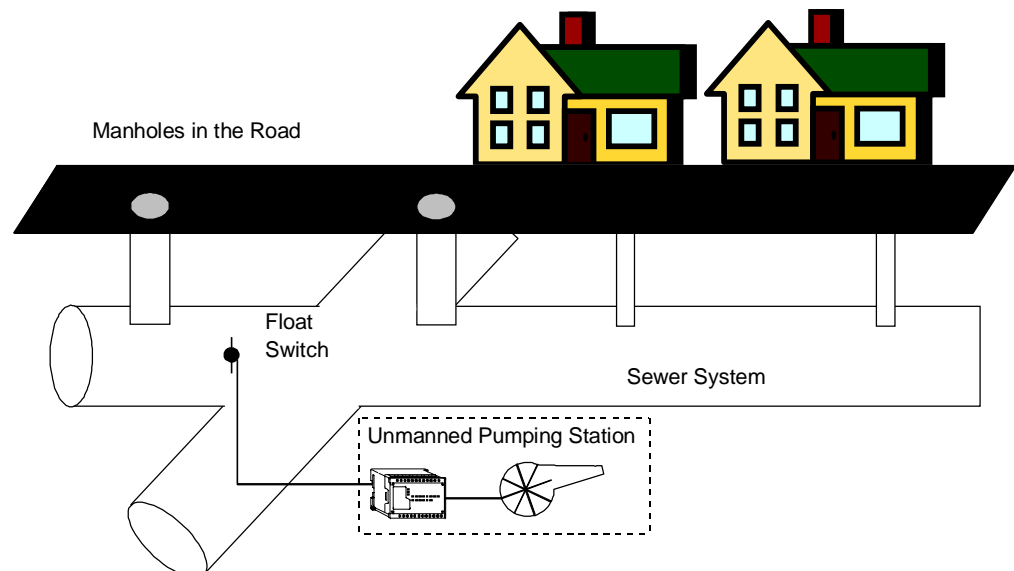 Manholes in the Road
Float
Switch
Sewer System
Unmanned Pumping Station